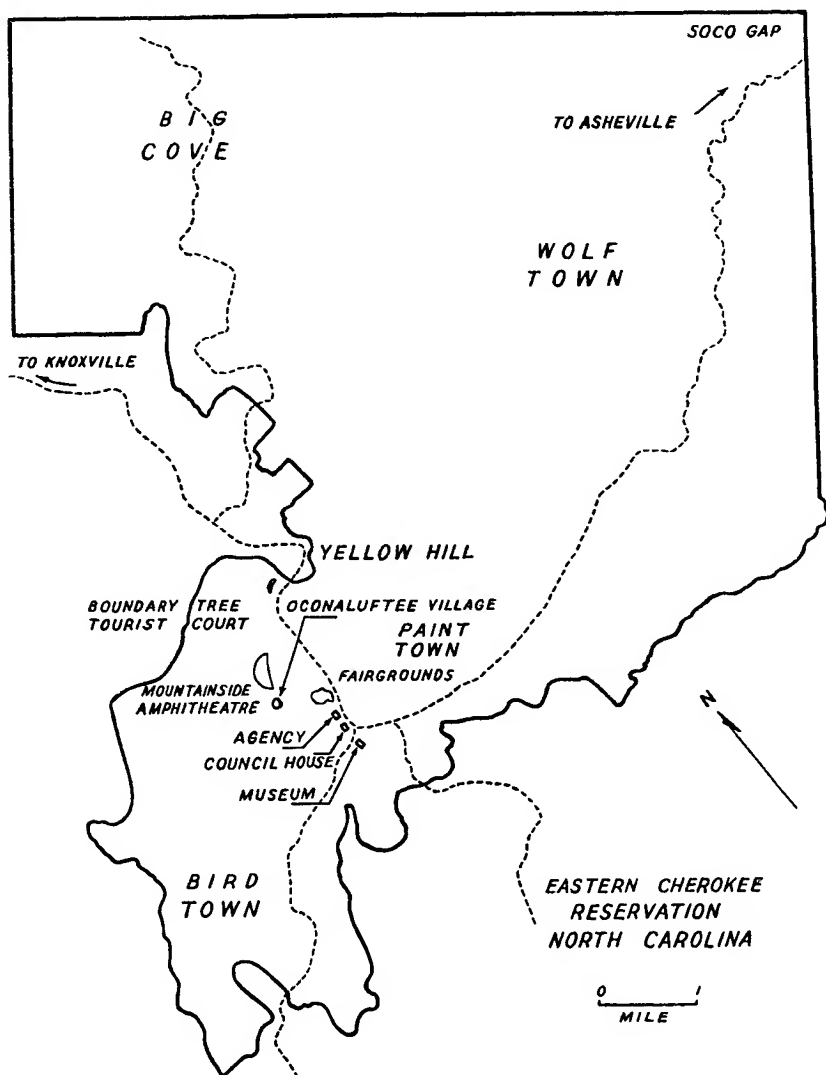 SOCO GAP
BIG
COVE
TO ASHEVILLE
WOLF
TOWN
TO KNOXVILLE
YELLOW HILL
BOUNDARY TREE
TOURIST COURT
OCONALUFTEE VILLAGE
PAINT
TOWN
FAIRGROUNDS
MOUNTAINSIDE
AMPHITHEATRE
AGENCY
COUNCIL HOUSE
MUSEUM
N
BIRD
TOWN
EASTERN CHEROKEE
RESERVATION
NORTH CAROLINA
0 1
MILE